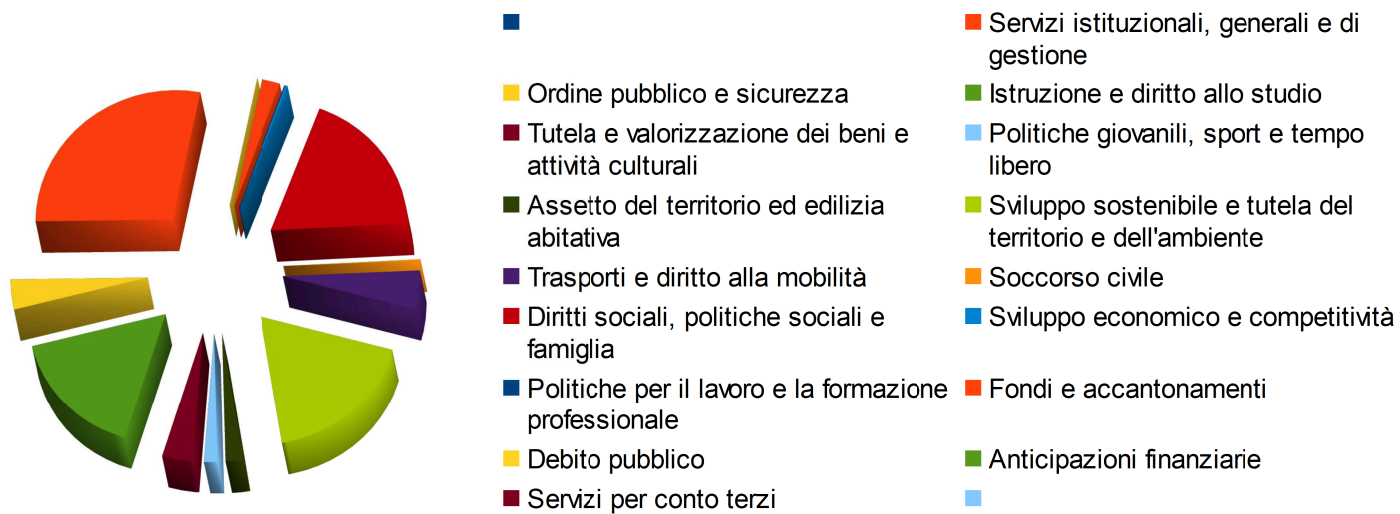 Servizi istituzionali, generali e di
gestione
Ordine pubblico e sicurezza
Istruzione e diritto allo studio
Tutela e valorizzazione dei beni e
attività culturali
Politiche giovanili, sport e tempo
libero
Assetto del territorio ed edilizia
abitativa
Sviluppo sostenibile e tutela del
territorio e dell'ambiente
Trasporti e diritto alla mobilità
Soccorso civile
Diritti sociali, politiche sociali e
famiglia
Sviluppo economico e competitività
Politiche per il lavoro e la formazione
professionale
Fondi e accantonamenti
Debito pubblico
Anticipazioni finanziarie
Servizi per conto terzi